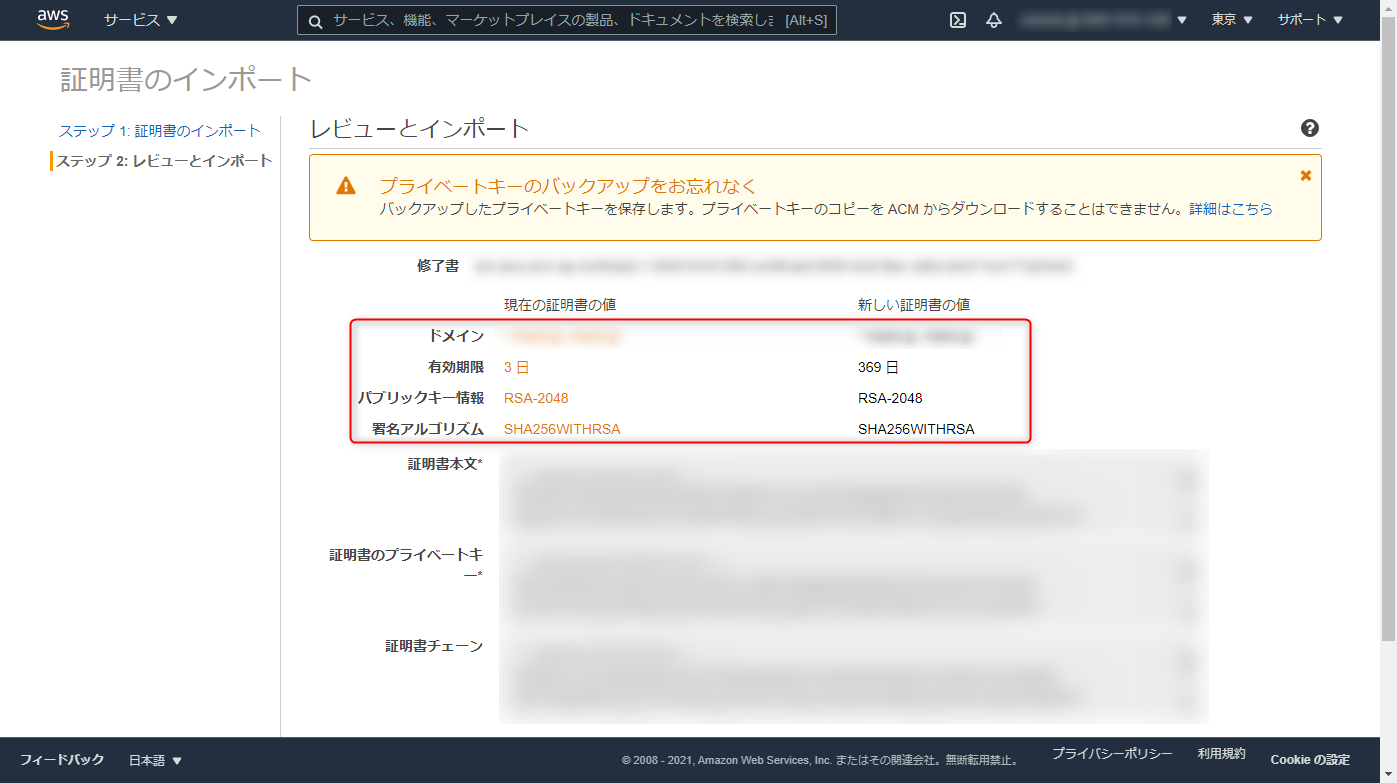 aws
サービス
サービス、機能、マーケットプレイスの製品、ドキュメントを検索しま [Alt+S]
東京
サポート
証明書のインポート
ステップ 1: 証明書のインポート
ステップ 2: レビューとインポート
レビューとインポート
プライベートキーのバックアップをお忘れなく
バックアップしたプライベートキーを保存します。プライベートキーのコピーを ACM からダウンロードすることはできません。詳細はこちら
修了書
現在の証明書の値 新しい証明書の値
ドメイン
有効期限 3 日 369 日
パブリックキー情報 RSA-2048 RSA-2048
署名アルゴリズム SHA256WITHRSA SHA256WITHRSA
証明書本文*
証明書のプライベートキ
ー*
証明書チェーン
フィードバック
日本語
© 2008 - 2021, Amazon Web Services, Inc. またはその関連会社。無断転用禁止。
プライバシーポリシー
利用規約
Cookie の設定